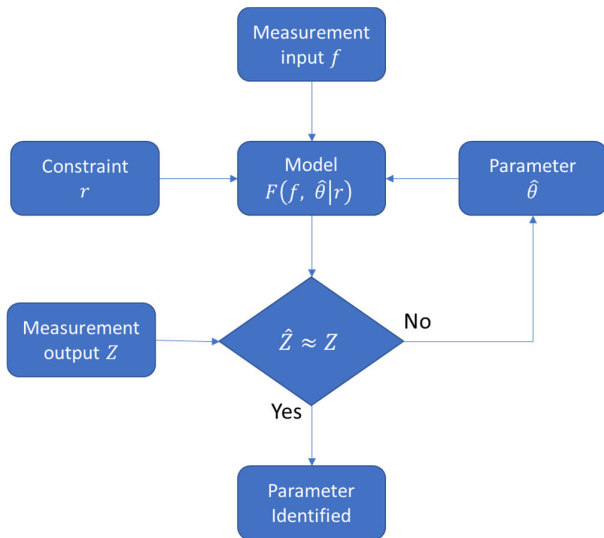 Measurement
input f
Constraint
r
Model
F(f, θ̂|r)
Parameter
θ̂
Measurement
output Z
Ẑ ≈ Z
No
Yes
Parameter
Identified